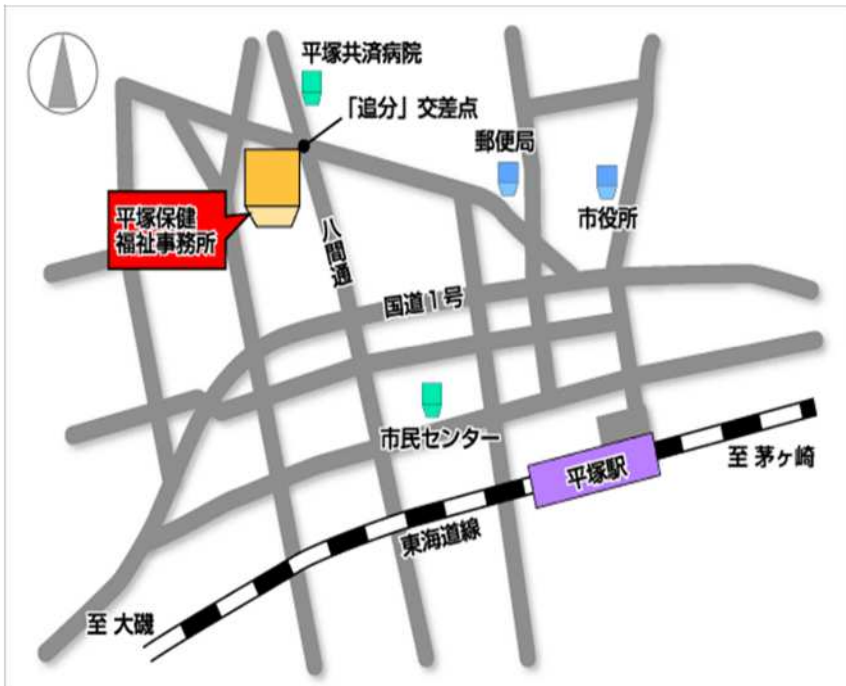 平塚共済病院
「追分」交差点
郵便局
市役所
平塚保健
福祉事務所
八間通
国道1号
市民センター
平塚駅
至 茅ヶ崎
東海道線
至 大磯